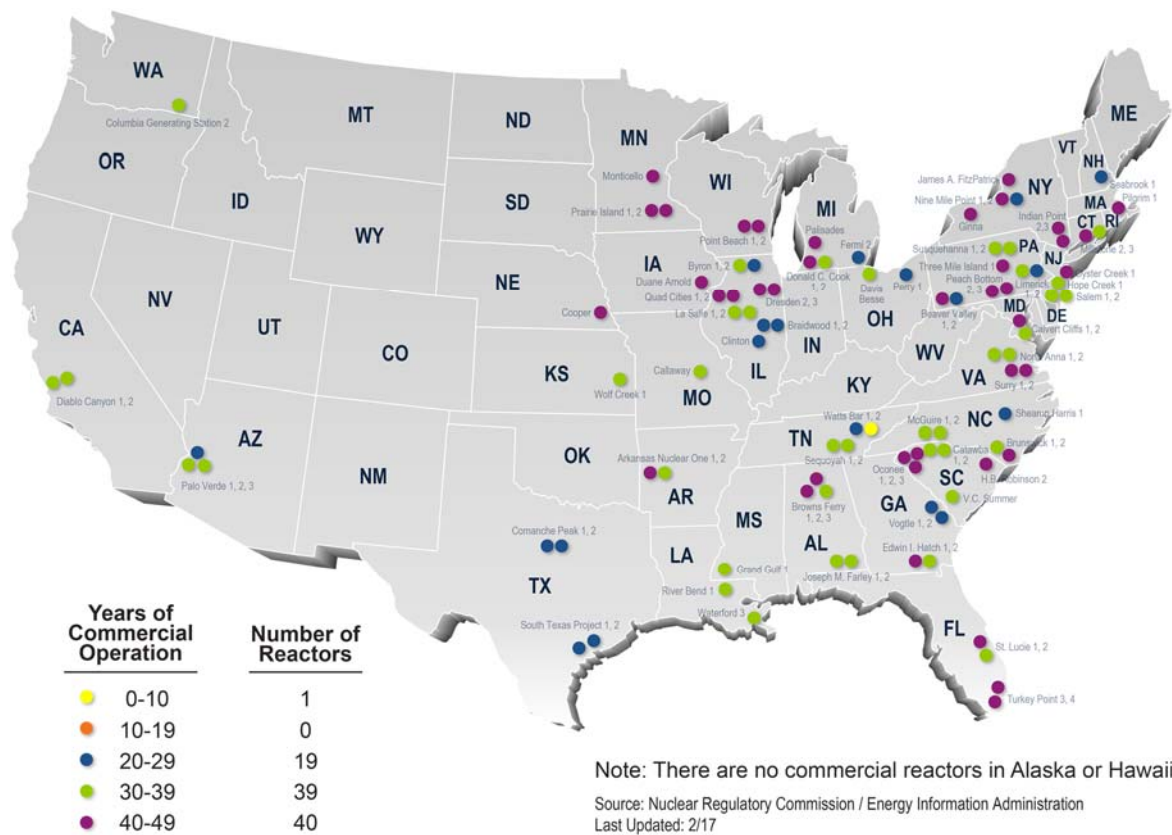 WA
Columbia Generating Station 2
MT
ND
MN
ME
VT
NH
OR
ID
SD
WI
MI
NY
MA
CT
RI
Monticello
Prairie Island 1, 2
Point Beach 1, 2
Palisades
Fermi 2
James A. FitzPatrick
Nine Mile Point 1, 2
Ginna
Seabrook 1
Pilgrim 1
Indian Point
2,3
Millstone 2, 3
WY
NE
IA
Byron 1, 2
Duane Arnold
Quad Cities 1, 2
Dresden 2, 3
La Salle 1, 2
Braidwood 1, 2
Clinton
Donald C. Cook
1, 2
Davis
Besse
Perry 1
Susquehanna 1, 2
PA
NJ
Three Mile Island 1
Peach Bottom
2, 3
Limerick
1, 2
Oyster Creek 1
Hope Creek 1
Salem 1, 2
Beaver Valley
1, 2
MD
DE
Calvert Cliffs 1, 2
NV
UT
CO
CA
Cooper
KS
MO
IL
IN
OH
WV
VA
KY
North Anna 1, 2
Surry 1, 2
Diablo Canyon 1, 2
Wolf Creek 1
Callaway
AZ
NM
Palo Verde 1, 2, 3
OK
Arkansas Nuclear One 1, 2
AR
TN
Watts Bar 1, 2
Sequoyah 1, 2
McGuire 1, 2
NC
Shearon Harris 1
Catawba
1, 2
Brunswick 1, 2
Oconee
1, 2, 3
SC
H.B. Robinson 2
V.C. Summer
GA
Vogtle 1, 2
MS
AL
Browns Ferry
1, 2, 3
Comanche Peak 1, 2
TX
LA
Grand Gulf 1
River Bend 1
Waterford 3
Joseph M. Farley 1, 2
Edwin I. Hatch 1, 2
South Texas Project 1, 2
FL
St. Lucie 1, 2
Turkey Point 3, 4
Years of
Commercial
Operation
Number of
Reactors
0-10 1
10-19 0
20-29 19
30-39 39
40-49 40
Note: There are no commercial reactors in Alaska or Hawaii
Source: Nuclear Regulatory Commission / Energy Information Administration
Last Updated: 2/17